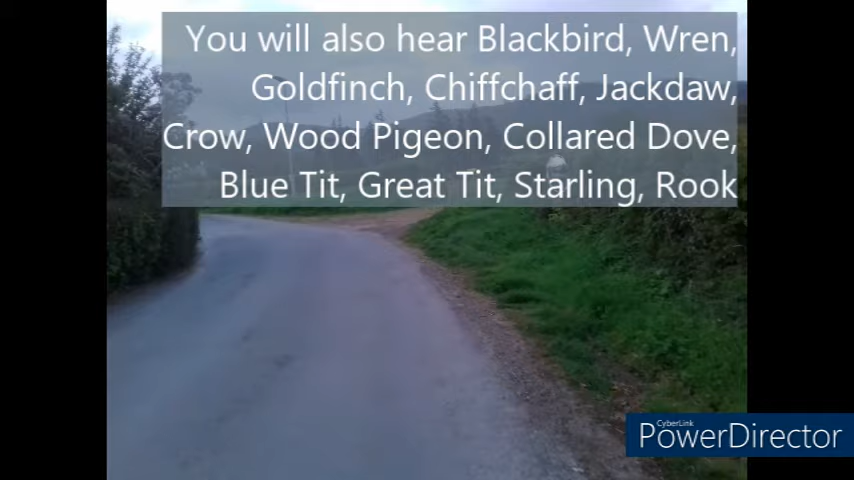 You will also hear Blackbird, Wren,
Goldfinch, Chiffchaff, Jackdaw,
Crow, Wood Pigeon, Collared Dove,
Blue Tit, Great Tit, Starling, Rook
CyberLink
PowerDirector